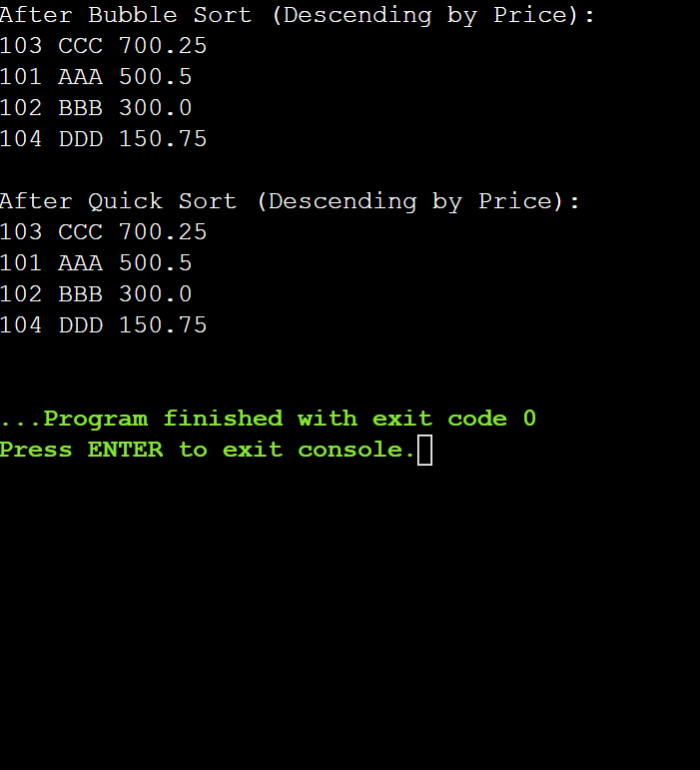 After Bubble Sort (Descending by Price):
103 CCC 700.25
101 AAA 500.5
102 BBB 300.0
104 DDD 150.75
After Quick Sort (Descending by Price):
103 CCC 700.25
101 AAA 500.5
102 BBB 300.0
104 DDD 150.75
...Program finished with exit code 0
Press ENTER to exit console.